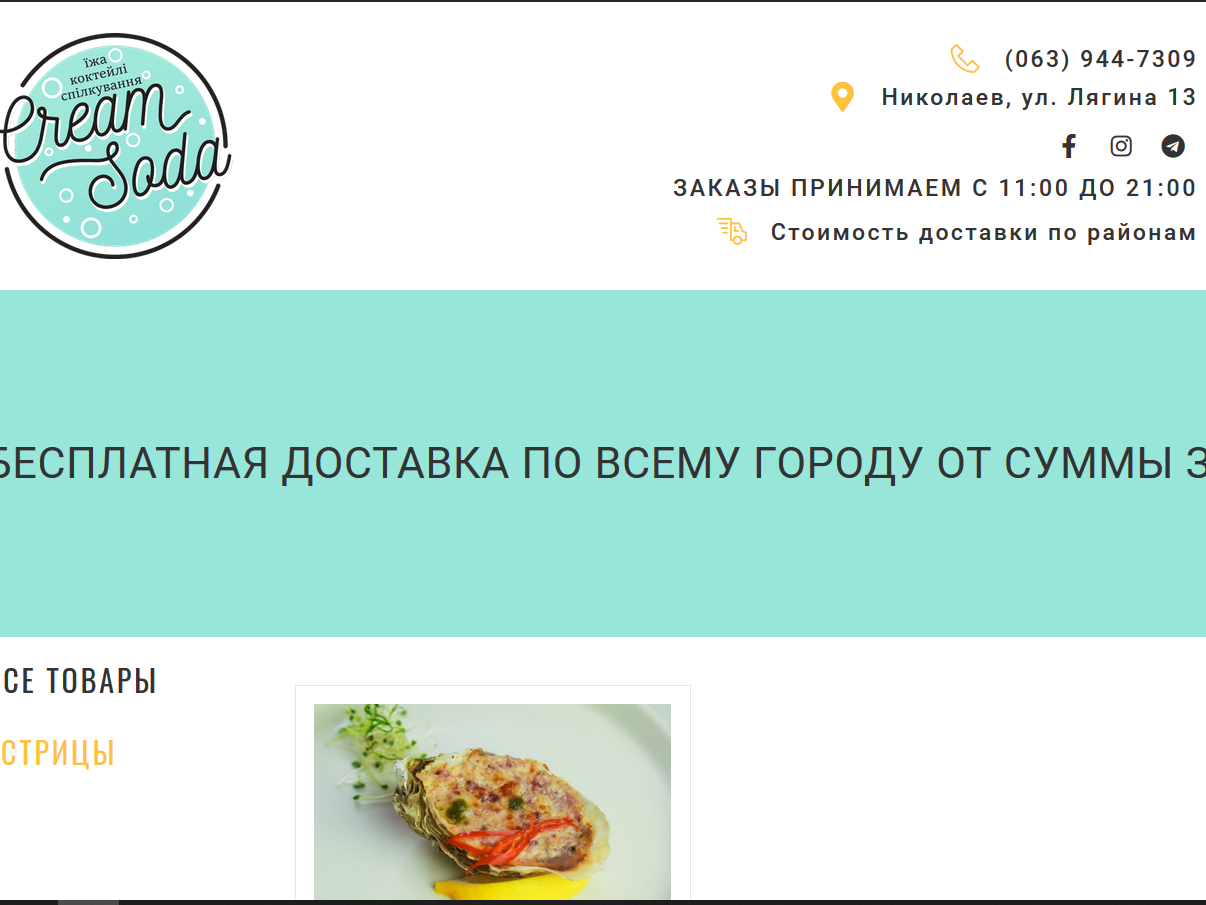 їжа
коктейлі
спілкування
Cream
Soda
(063) 944-7309
Николаев, ул. Лягина 13
ЗАКАЗЫ ПРИНИМАЕМ С 11:00 ДО 21:00
Стоимость доставки по районам
БЕСПЛАТНАЯ ДОСТАВКА ПО ВСЕМУ ГОРОДУ ОТ СУММЫ З
СЕ ТОВАРЫ
СТРИЦЫ